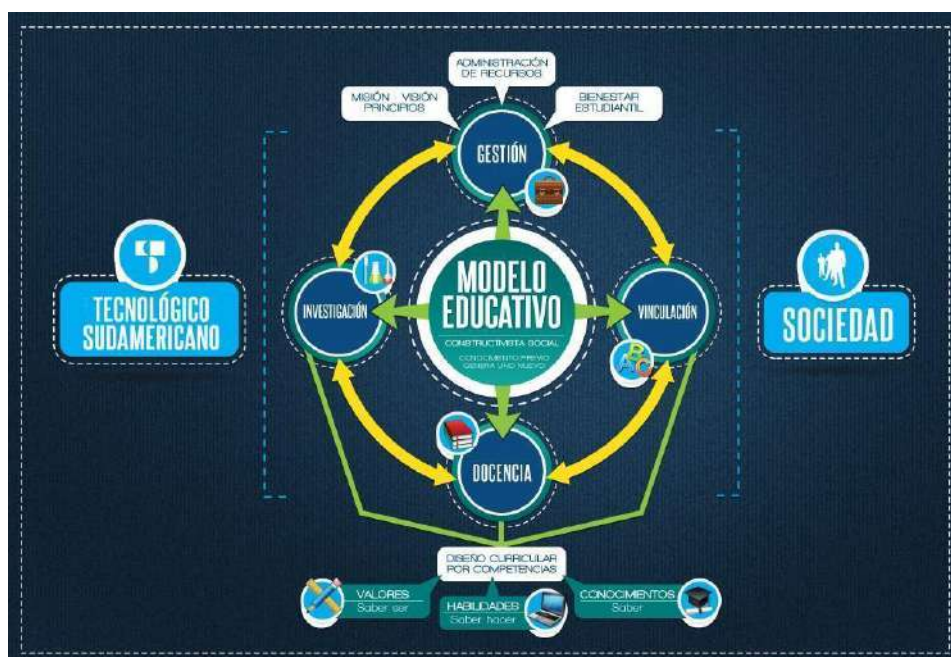 ADMINISTRACIÓN
DE RECURSOS
MISIÓN - VISIÓN
PRINCIPIOS
BIENESTAR
ESTUDIANTIL
GESTIÓN
TECNOLÓGICO
SUDAMERICANO
INVESTIGACIÓN
MODELO
EDUCATIVO
CONSTRUCTIVISTA SOCIAL
CONOCIMIENTO PREVIO
GENERA UNO NUEVO
VINCULACIÓN
ABC
SOCIEDAD
DOCENCIA
DISEÑO CURRICULAR
POR COMPETENCIAS
VALORES
Saber ser
HABILIDADES
Saber hacer
CONOCIMIENTOS
Saber